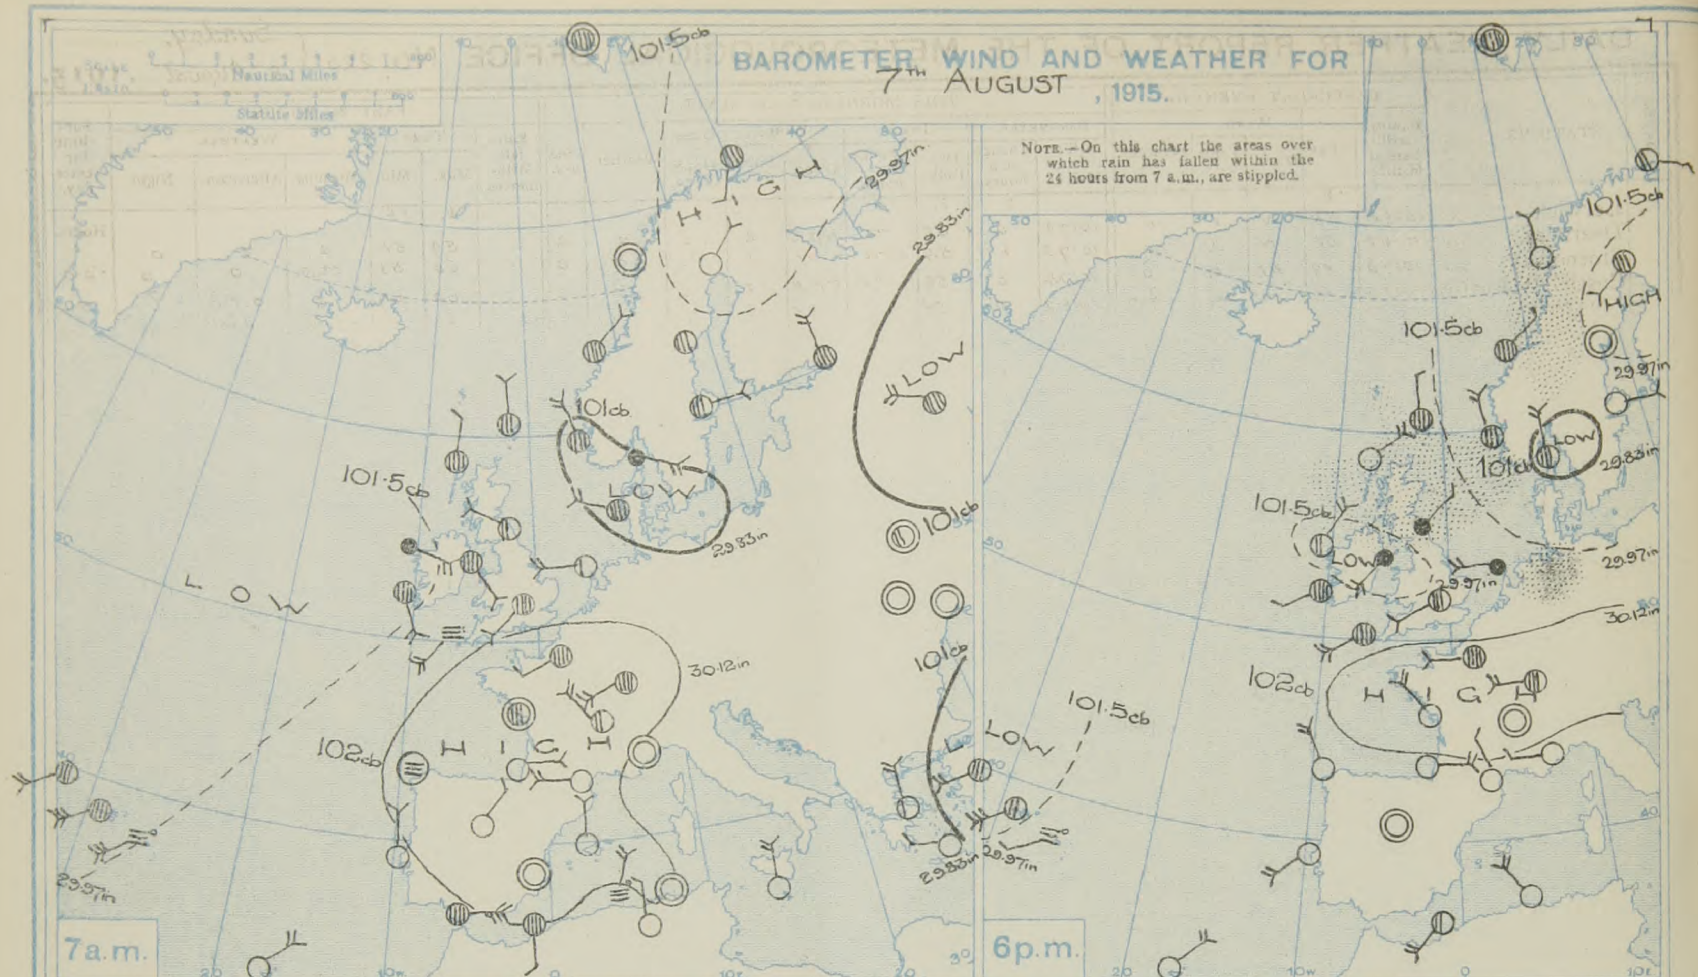 7
7
BAROMETER, WIND AND WEATHER FOR
7TH AUGUST, 1915.
Nautical Miles
Statute Miles
NOTE.—On this chart the areas over
which rain has fallen within the
24 hours from 7 a.m., are stippled.
101·5cb
HIGH
29.97in
29.83in
LOW
101cb
LOW
29.83in
101·5cb
101cb
LOW
30.12in
101cb
102cb
HIGH
29.97in
29.83in
7a.m.
101·5cb
HIGH
101·5cb
29.97in
LOW
101cb
29.83in
101·5cb
LOW
29.97in
29.97in
30.12in
102cb
HIGH
101·5cb
LOW
29.97in
6p.m.